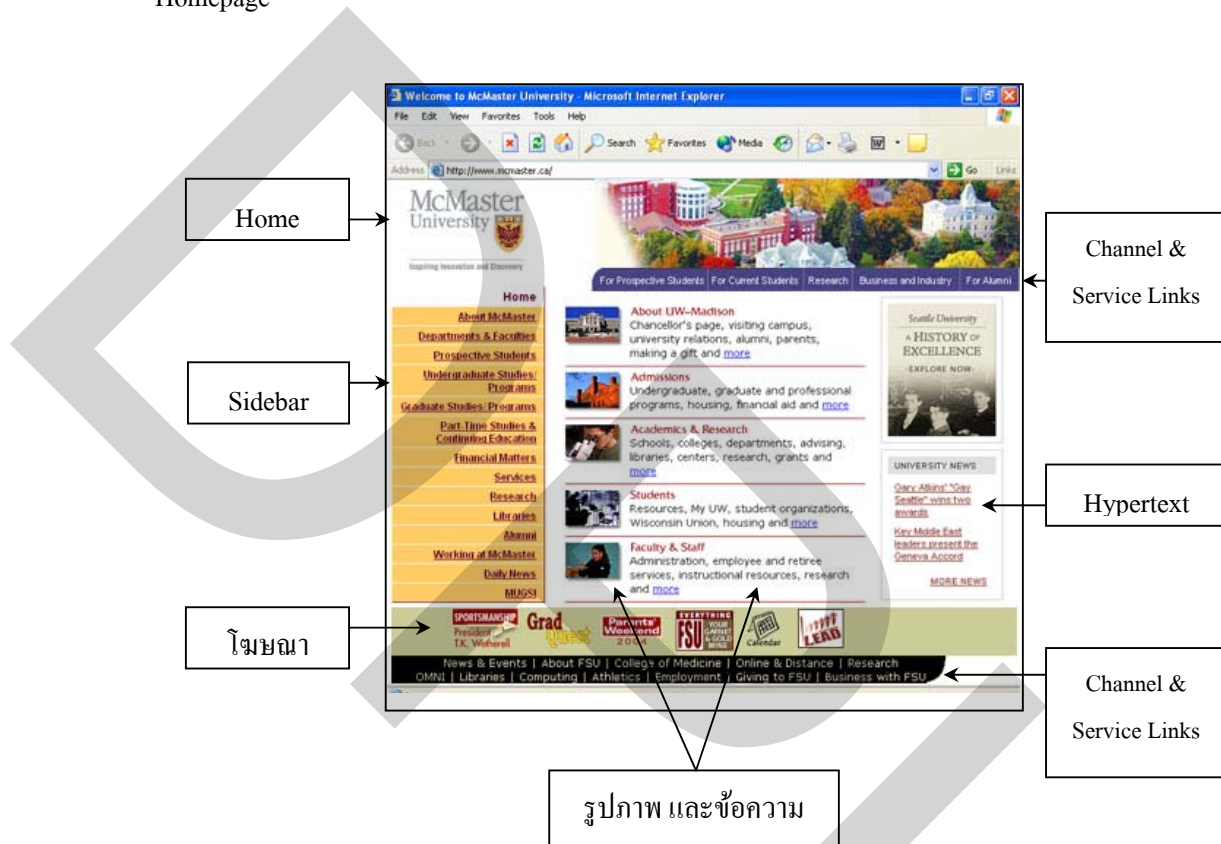 Homepage
Welcome to McMaster University - Microsoft Internet Explorer
File Edit View Favorites Tools Help
Back Search Favorites Media
Address http://www.mcmaster.ca/ Go Links
Home
McMaster
University
Inspiring Innovation and Discovery
Channel &
Service Links
For Prospective Students For Current Students Research Business and Industry For Alumni
Sidebar
Home
About McMaster
Departments & Faculties
Prospective Students
Undergraduate Studies/
Programs
Graduate Studies/Programs
Part-Time Studies &
Continuing Education
Financial Matters
Services
Research
Libraries
Alumni
Working at McMaster
Daily News
MUGSI
About UW–Madison
Chancellor's page, visiting campus,
university relations, alumni, parents,
making a gift and more
Admissions
Undergraduate, graduate and professional
programs, housing, financial aid and more
Academics & Research
Schools, colleges, departments, advising,
libraries, centers, research, grants and
more
Students
Resources, My UW, student organizations,
Wisconsin Union, housing and more
Faculty & Staff
Administration, employee and retiree
services, instructional resources, research
and more
Seattle University
A HISTORY OF
EXCELLENCE
·EXPLORE NOW·
UNIVERSITY NEWS
Gary Atkins' "Gay
Seattle" wins two
awards
Key Middle East
leaders present the
Geneva Accord
MORE NEWS
Hypertext
โฆษณา
SPORTSMANSHIP
President
T.K. Wetherell
Grad
Quest
Parents'
Weekend
2004
EVERYTHING
FSU
YOUR
GARNET
& GOLD
Calendar
LEAD
News & Events | About FSU | College of Medicine | Online & Distance | Research
OMNI | Libraries | Computing | Athletics | Employment / Giving to FSU | Business with FSU
Channel &
Service Links
รูปภาพ และข้อความ